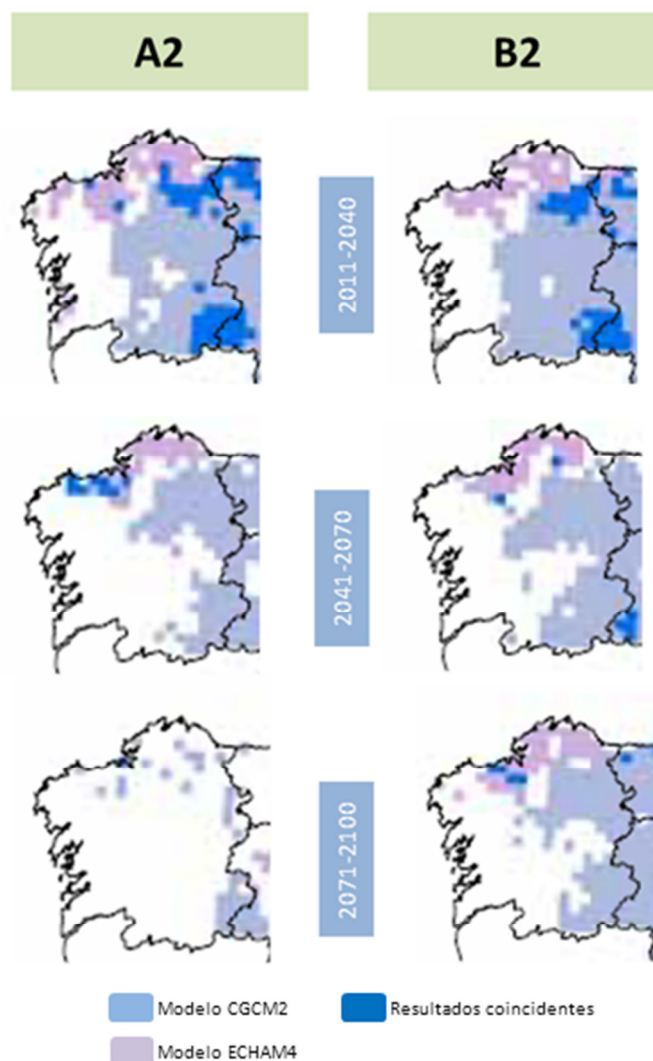 A2
B2
2011-2040
2041-2070
2071-2100
Modelo CGCM2
Resultados coincidentes
Modelo ECHAM4